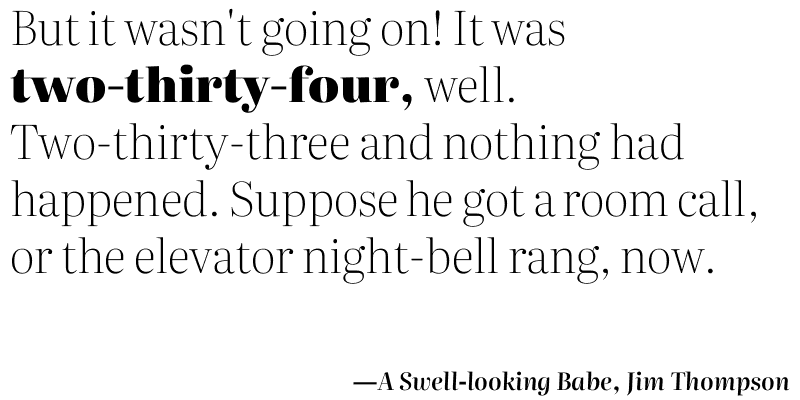 But it wasn't going on! It was
two-thirty-four, well.
Two-thirty-three and nothing had
happened. Suppose he got a room call,
or the elevator night-bell rang, now.
—A Swell-looking Babe, Jim Thompson